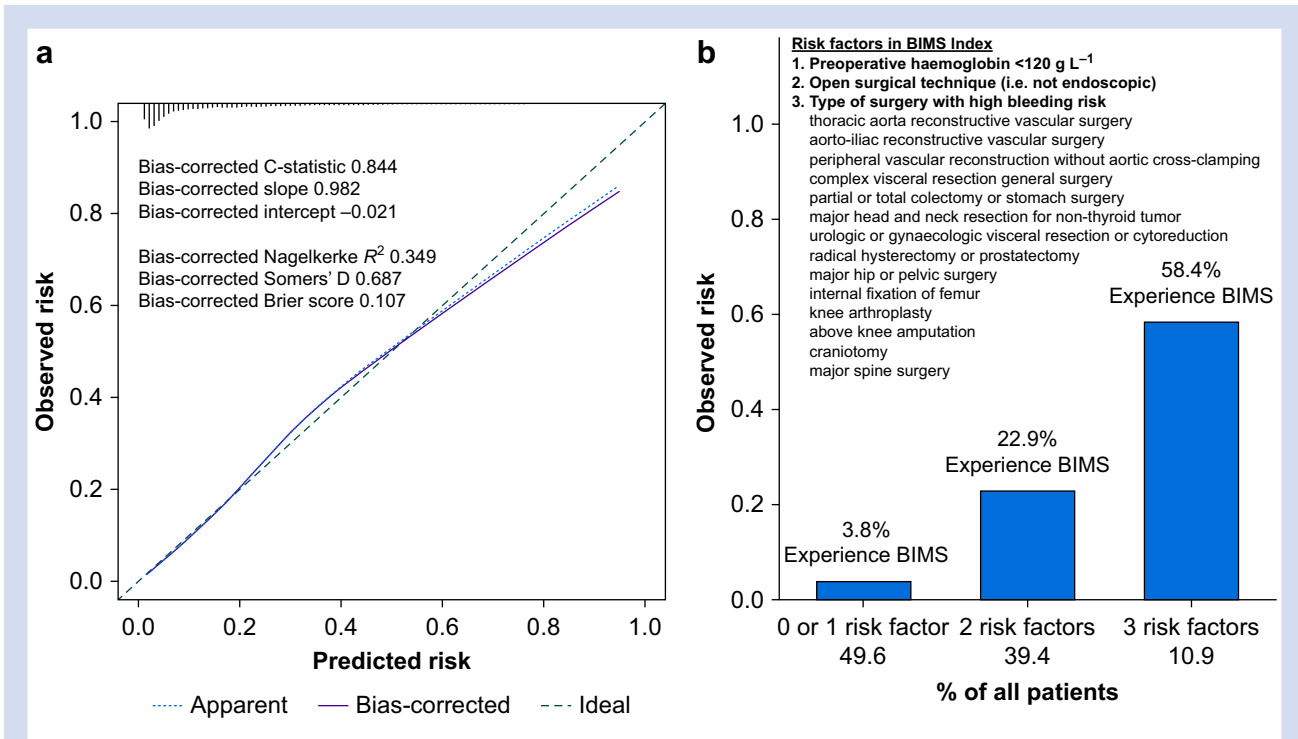 a
1.0
0.8
0.6
0.4
0.2
0.0
Observed risk
Bias-corrected C-statistic 0.844
Bias-corrected slope 0.982
Bias-corrected intercept –0.021
Bias-corrected Nagelkerke R² 0.349
Bias-corrected Somers' D 0.687
Bias-corrected Brier score 0.107
0.0 0.2 0.4 0.6 0.8 1.0
Predicted risk
Apparent Bias-corrected Ideal
b
Risk factors in BIMS Index
1. Preoperative haemoglobin <120 g L⁻¹
2. Open surgical technique (i.e. not endoscopic)
3. Type of surgery with high bleeding risk
thoracic aorta reconstructive vascular surgery
aorto-iliac reconstructive vascular surgery
peripheral vascular reconstruction without aortic cross-clamping
complex visceral resection general surgery
partial or total colectomy or stomach surgery
major head and neck resection for non-thyroid tumor
urologic or gynaecologic visceral resection or cytoreduction
radical hysterectomy or prostatectomy
major hip or pelvic surgery
internal fixation of femur
knee arthroplasty
above knee amputation
craniotomy
major spine surgery
1.0
0.8
0.6
0.4
0.2
0.0
Observed risk
3.8%
Experience BIMS
22.9%
Experience BIMS
58.4%
Experience BIMS
0 or 1 risk factor 2 risk factors 3 risk factors
49.6 39.4 10.9
% of all patients